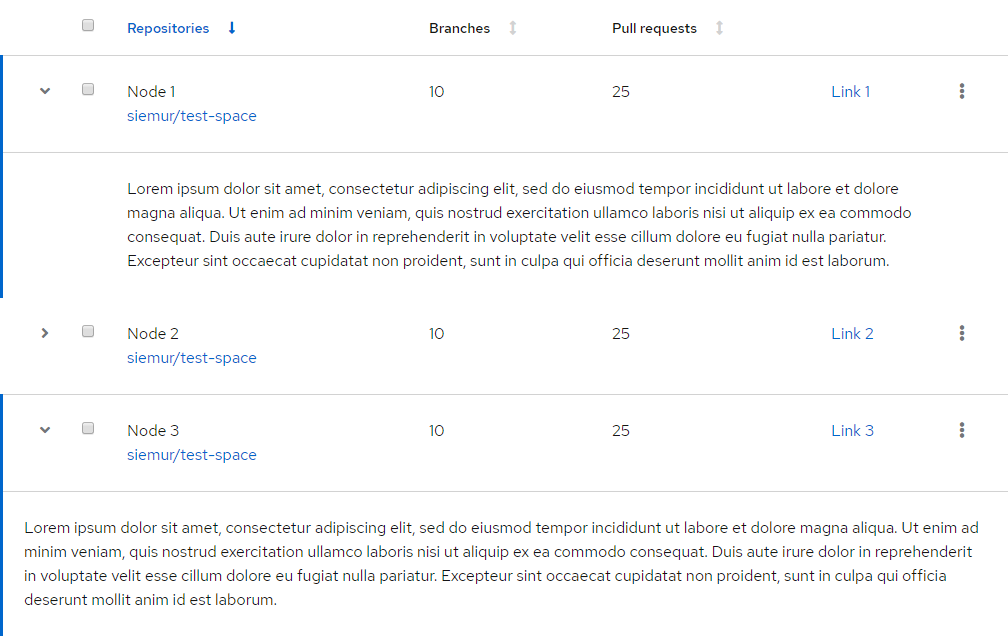 Repositories Branches Pull requests
Node 1 10 25 Link 1
siemur/test-space
Lorem ipsum dolor sit amet, consectetur adipiscing elit, sed do eiusmod tempor incididunt ut labore et dolore
magna aliqua. Ut enim ad minim veniam, quis nostrud exercitation ullamco laboris nisi ut aliquip ex ea commodo
consequat. Duis aute irure dolor in reprehenderit in voluptate velit esse cillum dolore eu fugiat nulla pariatur.
Excepteur sint occaecat cupidatat non proident, sunt in culpa qui officia deserunt mollit anim id est laborum.
Node 2 10 25 Link 2
siemur/test-space
Node 3 10 25 Link 3
siemur/test-space
Lorem ipsum dolor sit amet, consectetur adipiscing elit, sed do eiusmod tempor incididunt ut labore et dolore magna aliqua. Ut enim ad
minim veniam, quis nostrud exercitation ullamco laboris nisi ut aliquip ex ea commodo consequat. Duis aute irure dolor in reprehenderit
in voluptate velit esse cillum dolore eu fugiat nulla pariatur. Excepteur sint occaecat cupidatat non proident, sunt in culpa qui officia
deserunt mollit anim id est laborum.